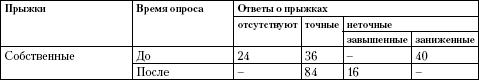 Прыжки Время опроса Ответы о прыжках
отсутствуют точные неточные
завышенные заниженные
Собственные До 24 36 – 40
После – 84 16 –